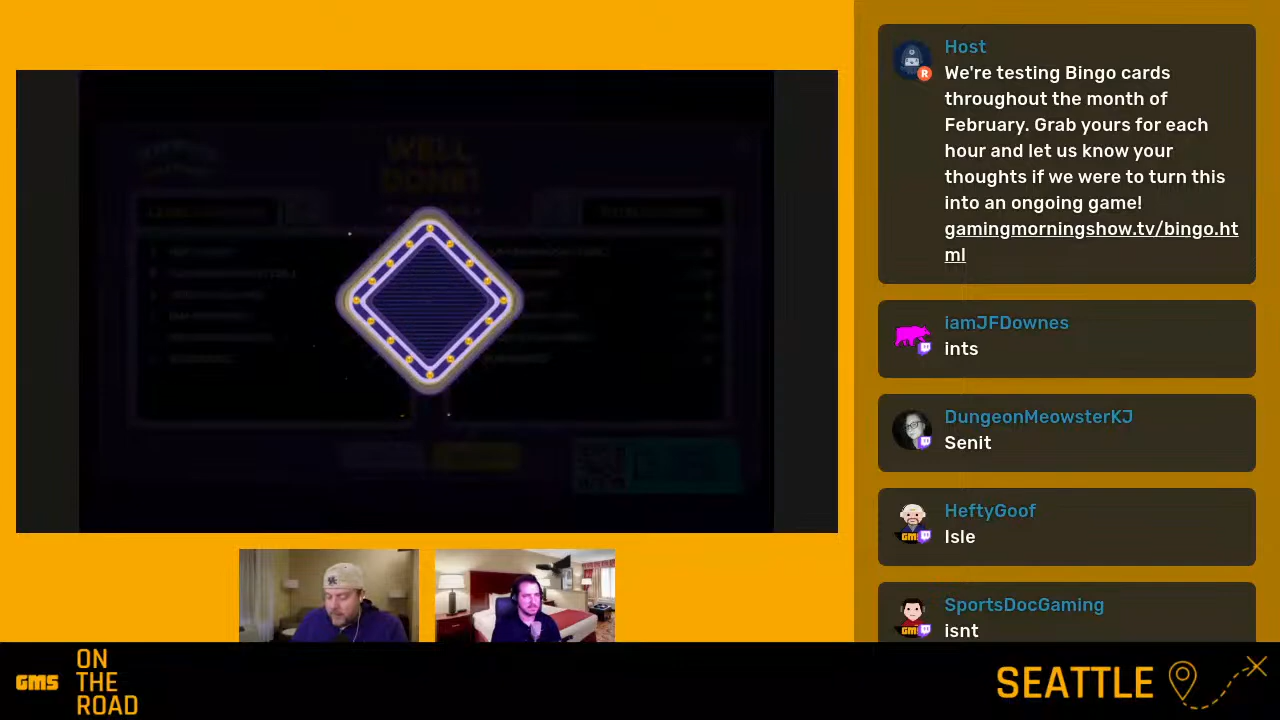 Host
We're testing Bingo cards
throughout the month of
February. Grab yours for each
hour and let us know your
thoughts if we were to turn this
into an ongoing game!
gamingmorningshow.tv/bingo.ht
ml
iamJFDownes
ints
DungeonMeowsterKJ
Senit
HeftyGoof
Isle
SportsDocGaming
isnt
WELL
DONE!
GMS
ON
THE
ROAD
SEATTLE